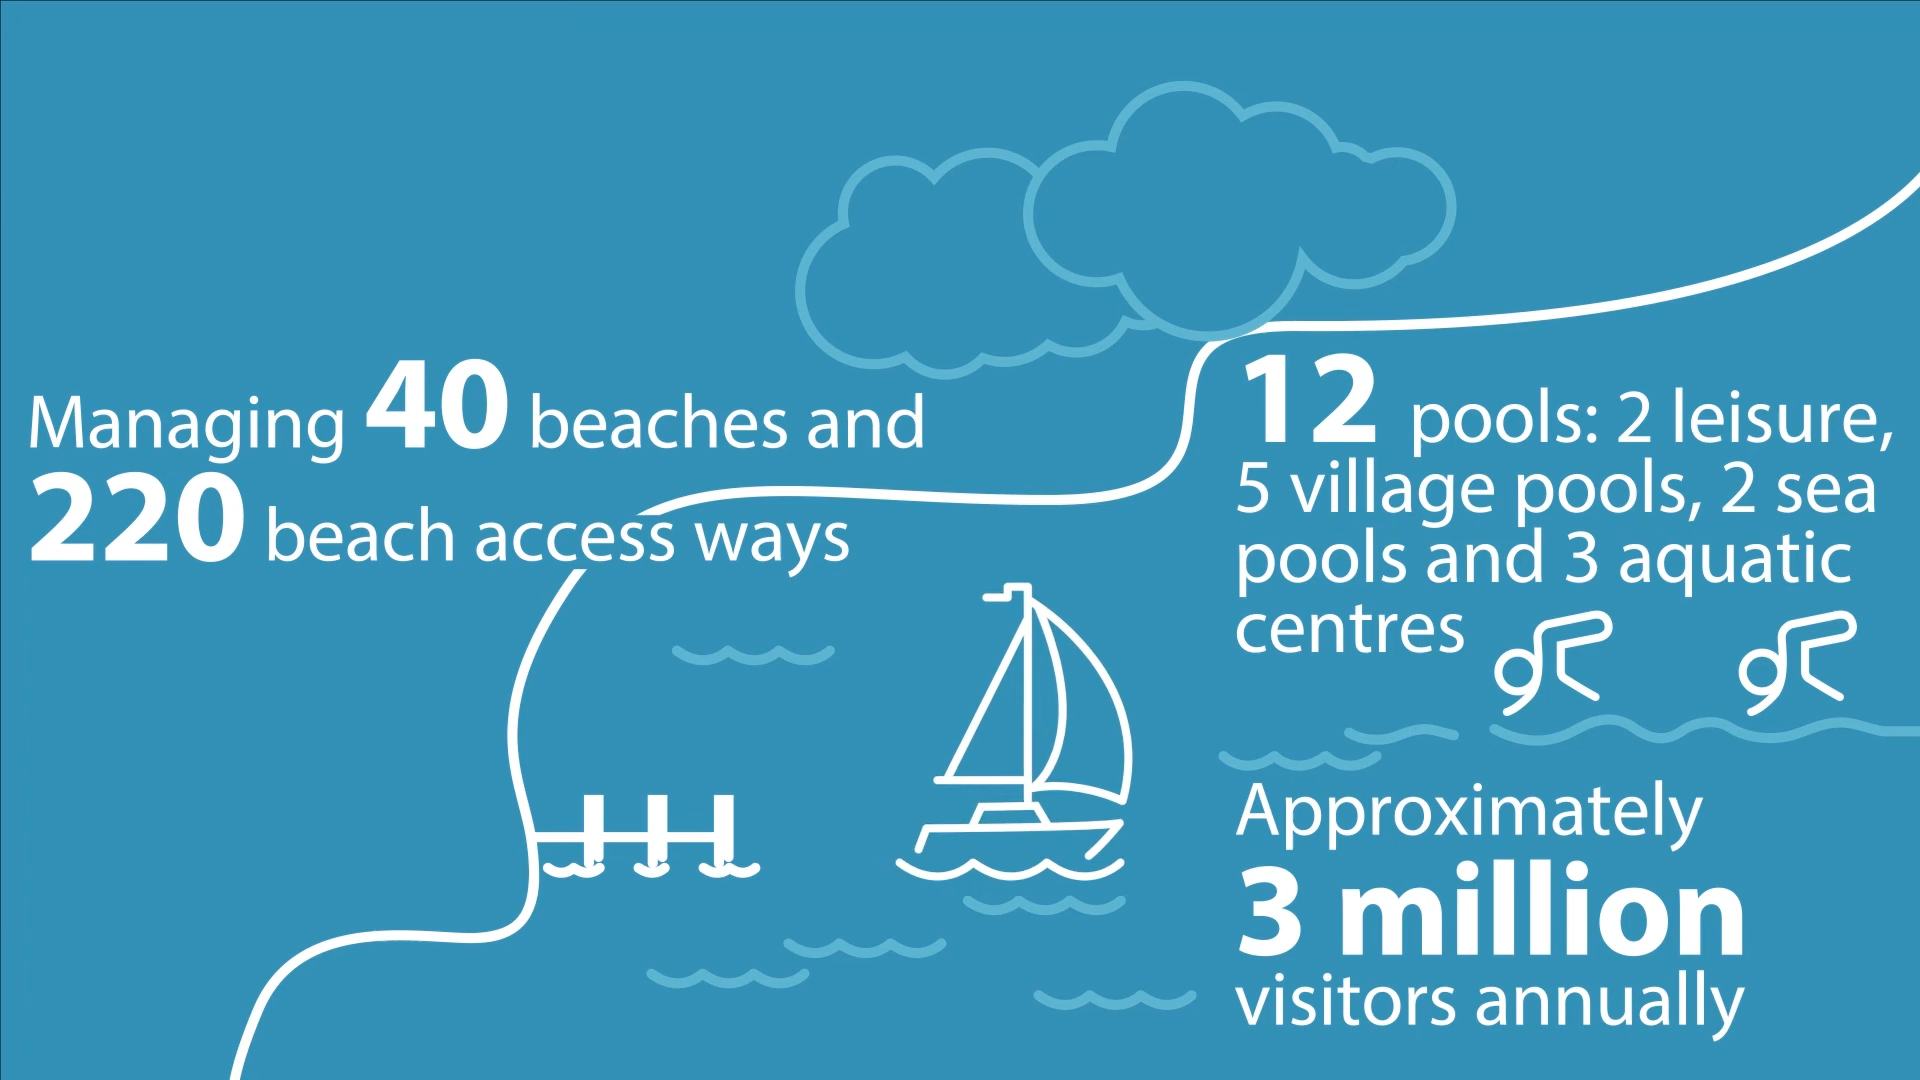 Managing 40 beaches and
220 beach access ways
12 pools: 2 leisure,
5 village pools, 2 sea
pools and 3 aquatic
centres
Approximately
3 million
visitors annually